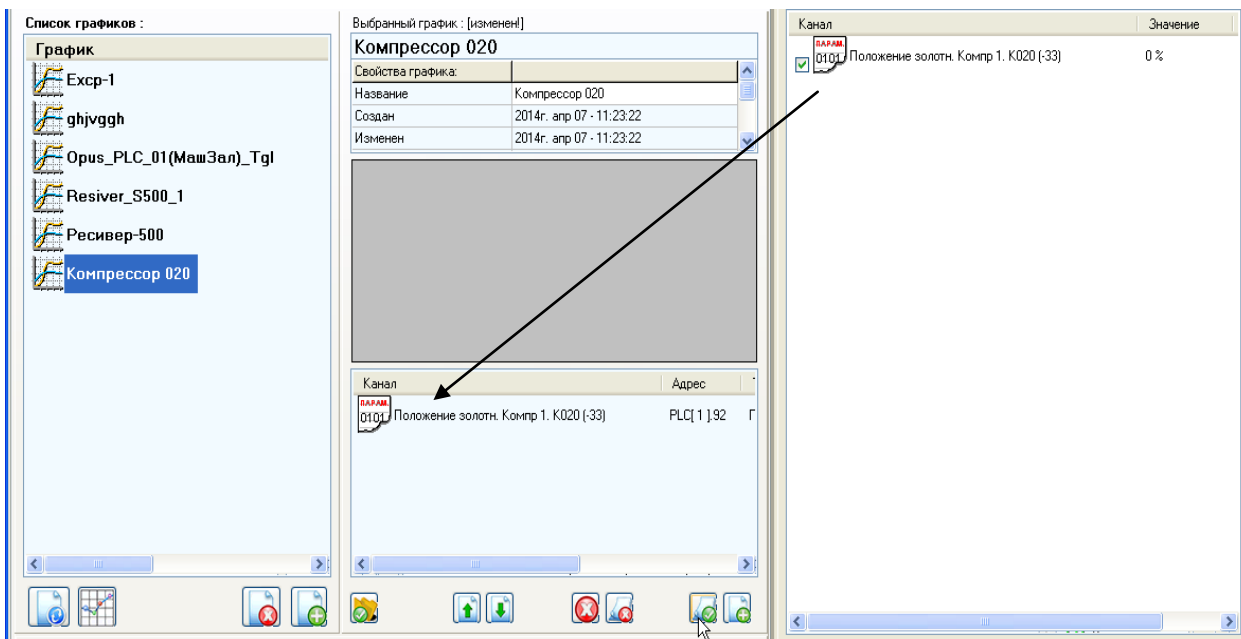 Список графиков :
График
Excp-1
ghjvggh
Opus_PLC_01(МашЗал)_Tgl
Resiver_S500_1
Ресивер-500
Компрессор 020
Выбранный график : [изменен!]
Компрессор 020
Свойства графика:
Название Компрессор 020
Создан 2014г. апр 07 - 11:23:22
Изменен 2014г. апр 07 - 11:23:22
Канал Адрес
ПАРАМ.
0101 Положение золотн. Компр 1. К020 (-33) PLC[ 1 ].92 Г
Канал Значение
ПАРАМ.
0101 Положение золотн. Компр 1. К020 (-33) 0 %